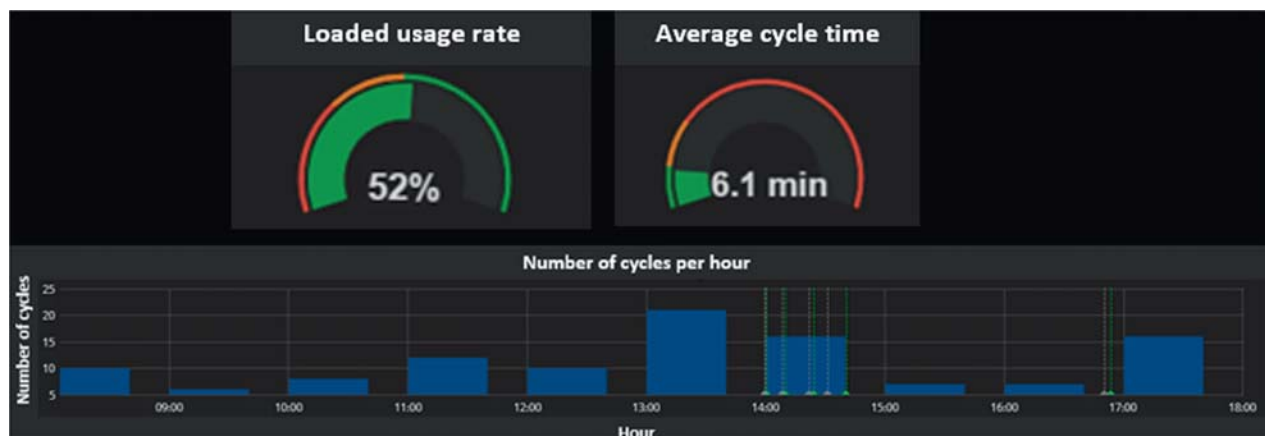 Loaded usage rate
Average cycle time
52%
6.1 min
Number of cycles per hour
Number of cycles
25
20
15
10
5
09:00
10:00
11:00
12:00
13:00
14:00
15:00
16:00
17:00
18:00
Hour